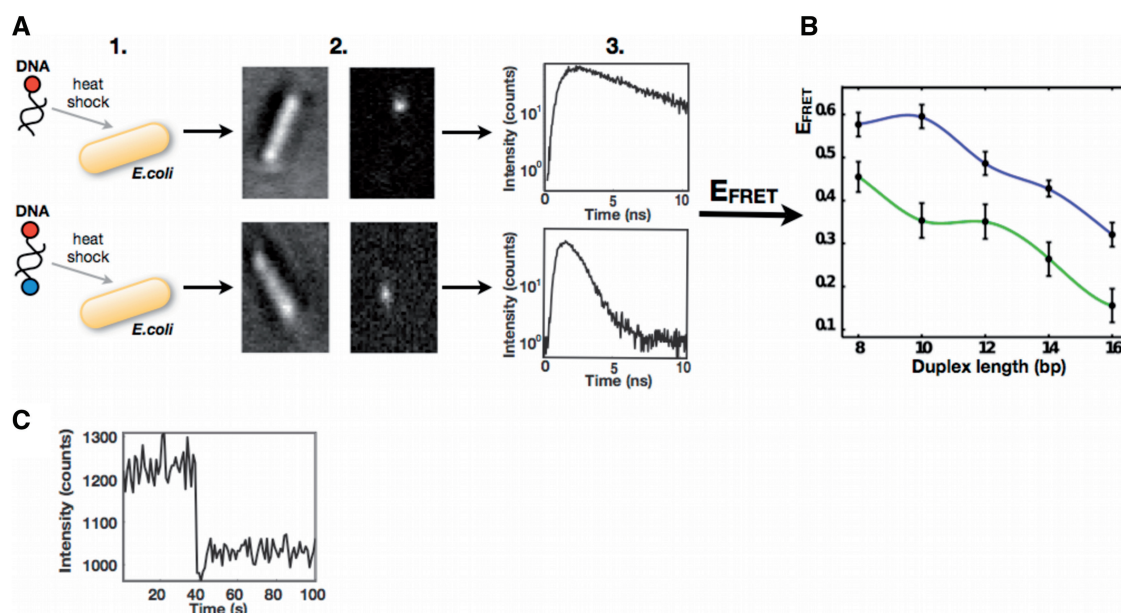 A
B
1.
2.
3.
DNA
heat
shock
E.coli
Intensity (counts)
10¹
10⁰
0
5
10
Time (ns)
DNA
heat
shock
E.coli
Intensity (counts)
10¹
10⁰
0
5
10
Time (ns)
EFRET
EFRET
0.6
0.5
0.4
0.3
0.2
0.1
8
10
12
14
16
Duplex length (bp)
C
Intensity (counts)
1300
1200
1100
1000
20
40
60
80
100
Time (s)